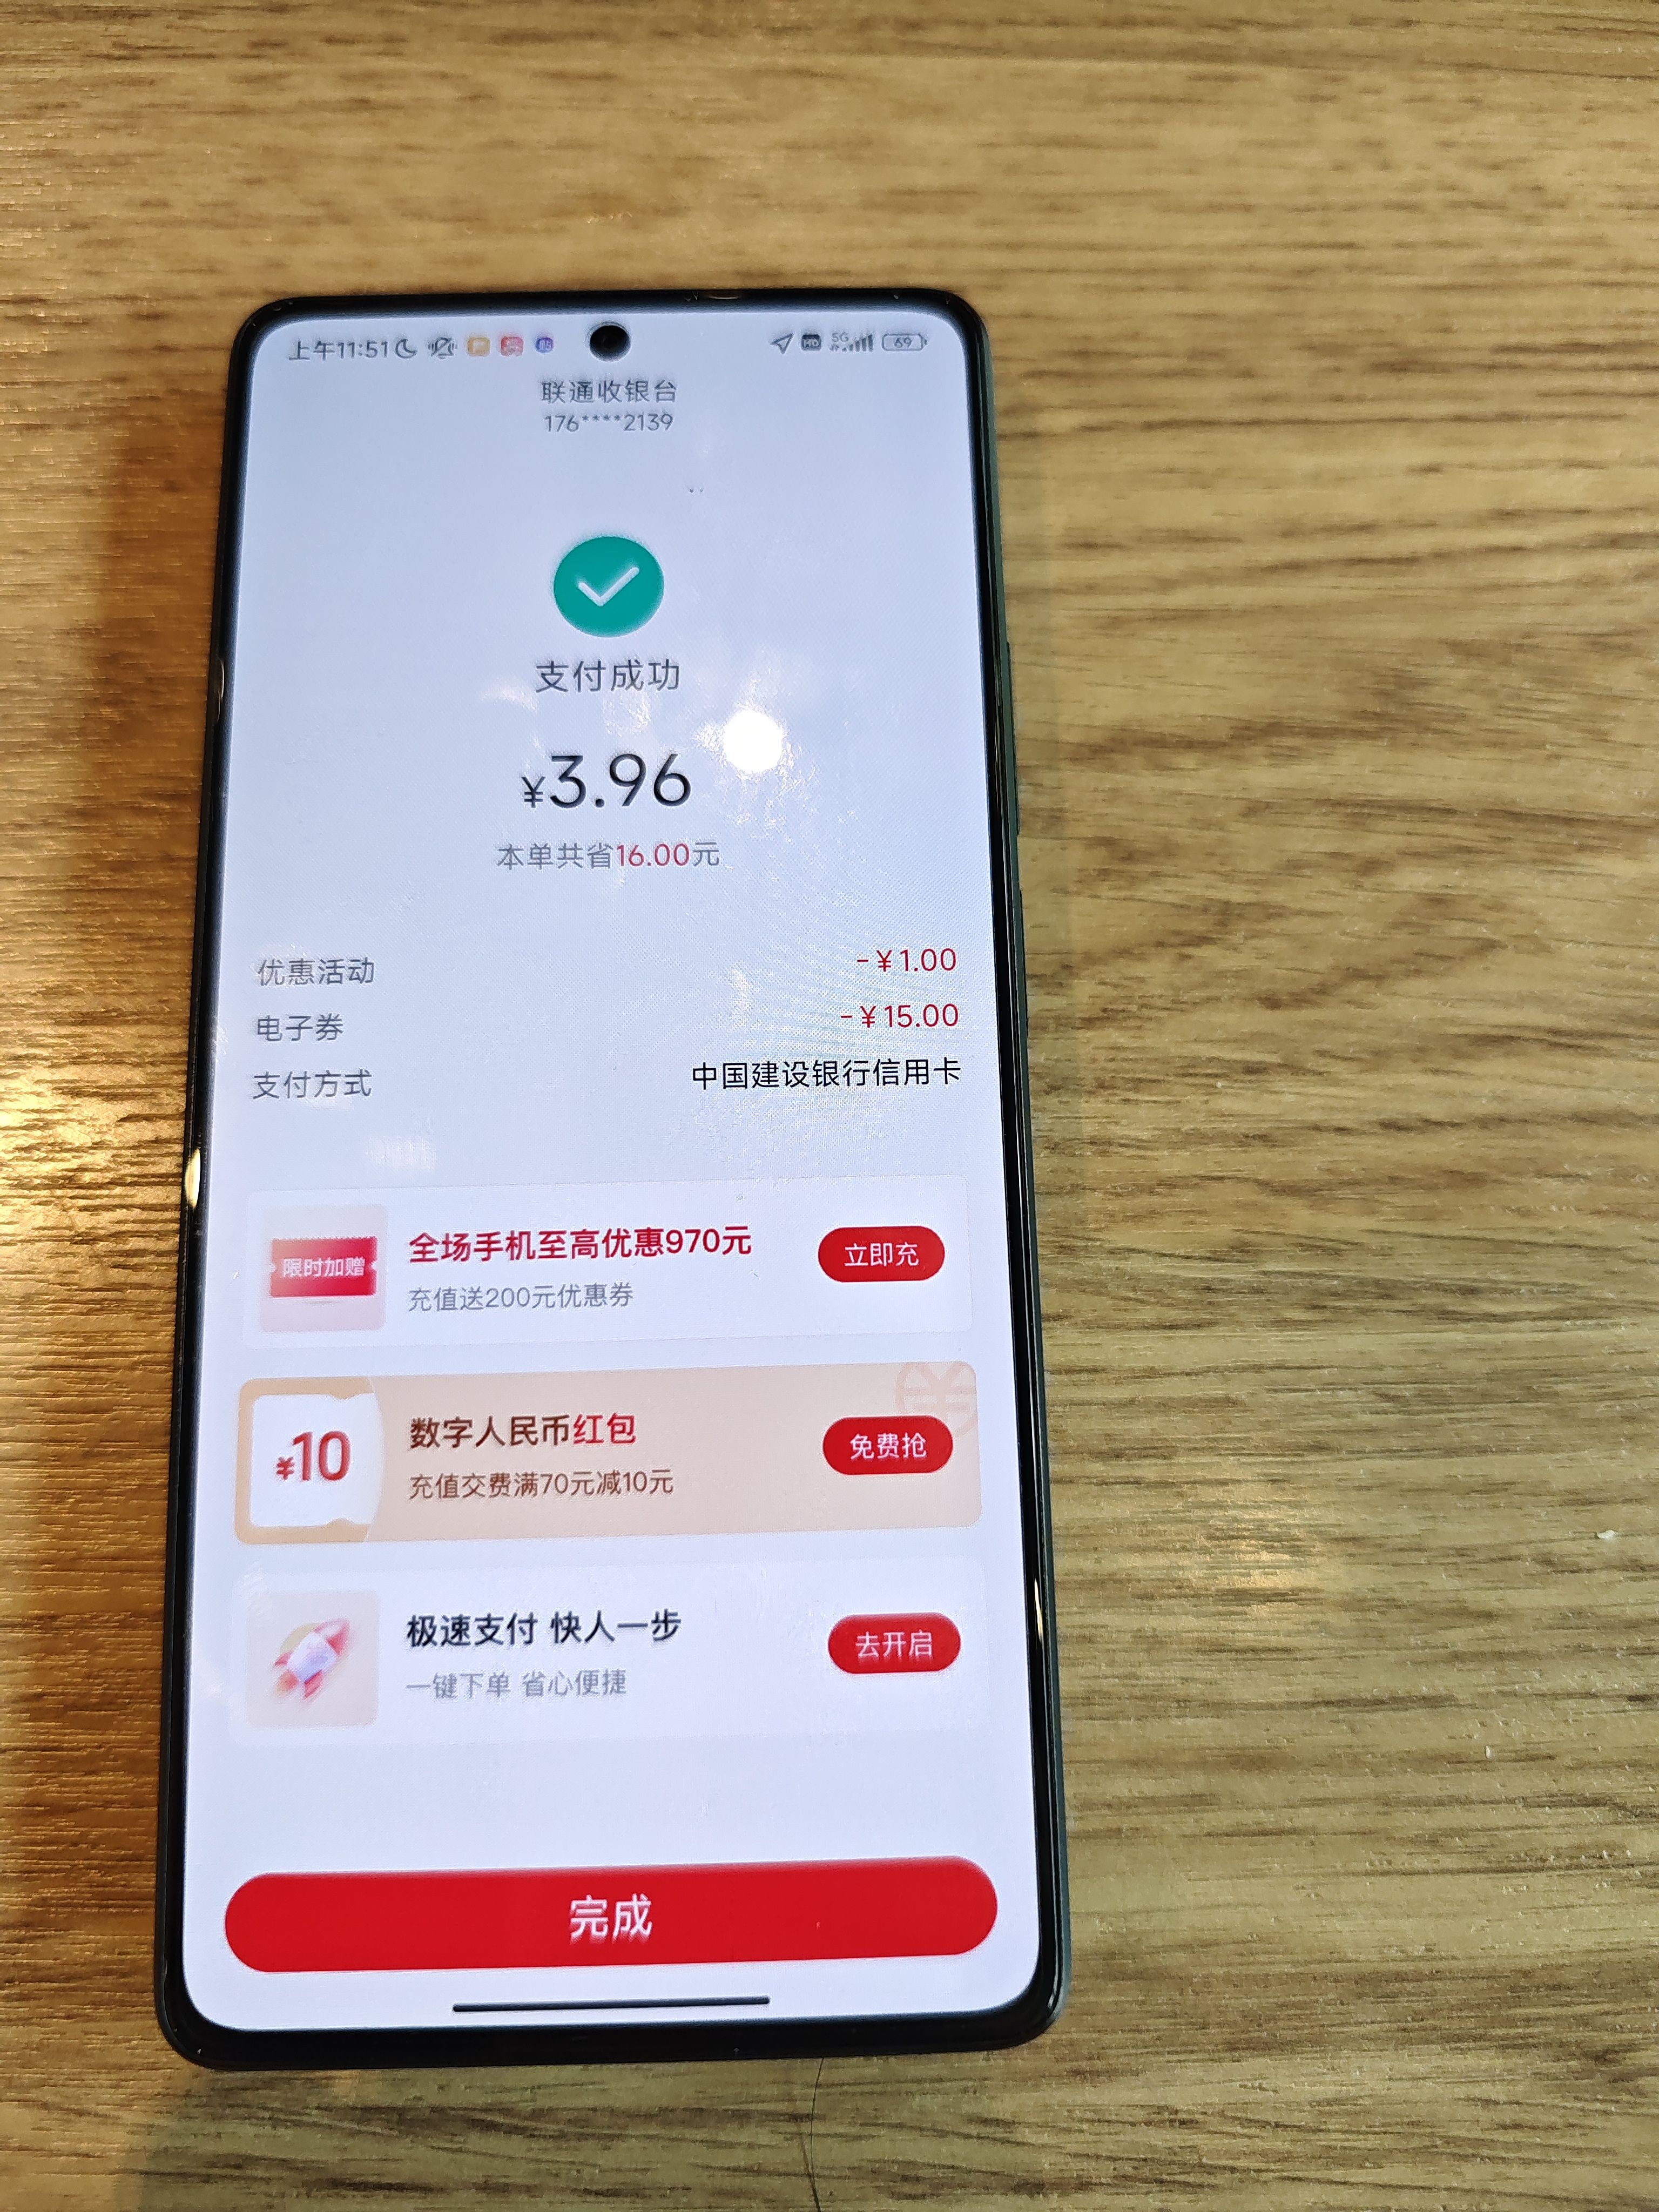 上午11:51
HD 5G 69
联通收银台
176****2139
支付成功
¥3.96
本单共省16.00元
优惠活动 -¥1.00
电子券 -¥15.00
支付方式 中国建设银行信用卡
限时加赠
全场手机至高优惠970元
充值送200元优惠券
立即充
¥10
数字人民币红包
充值交费满70元减10元
免费抢
极速支付 快人一步
一键下单 省心便捷
去开启
完成